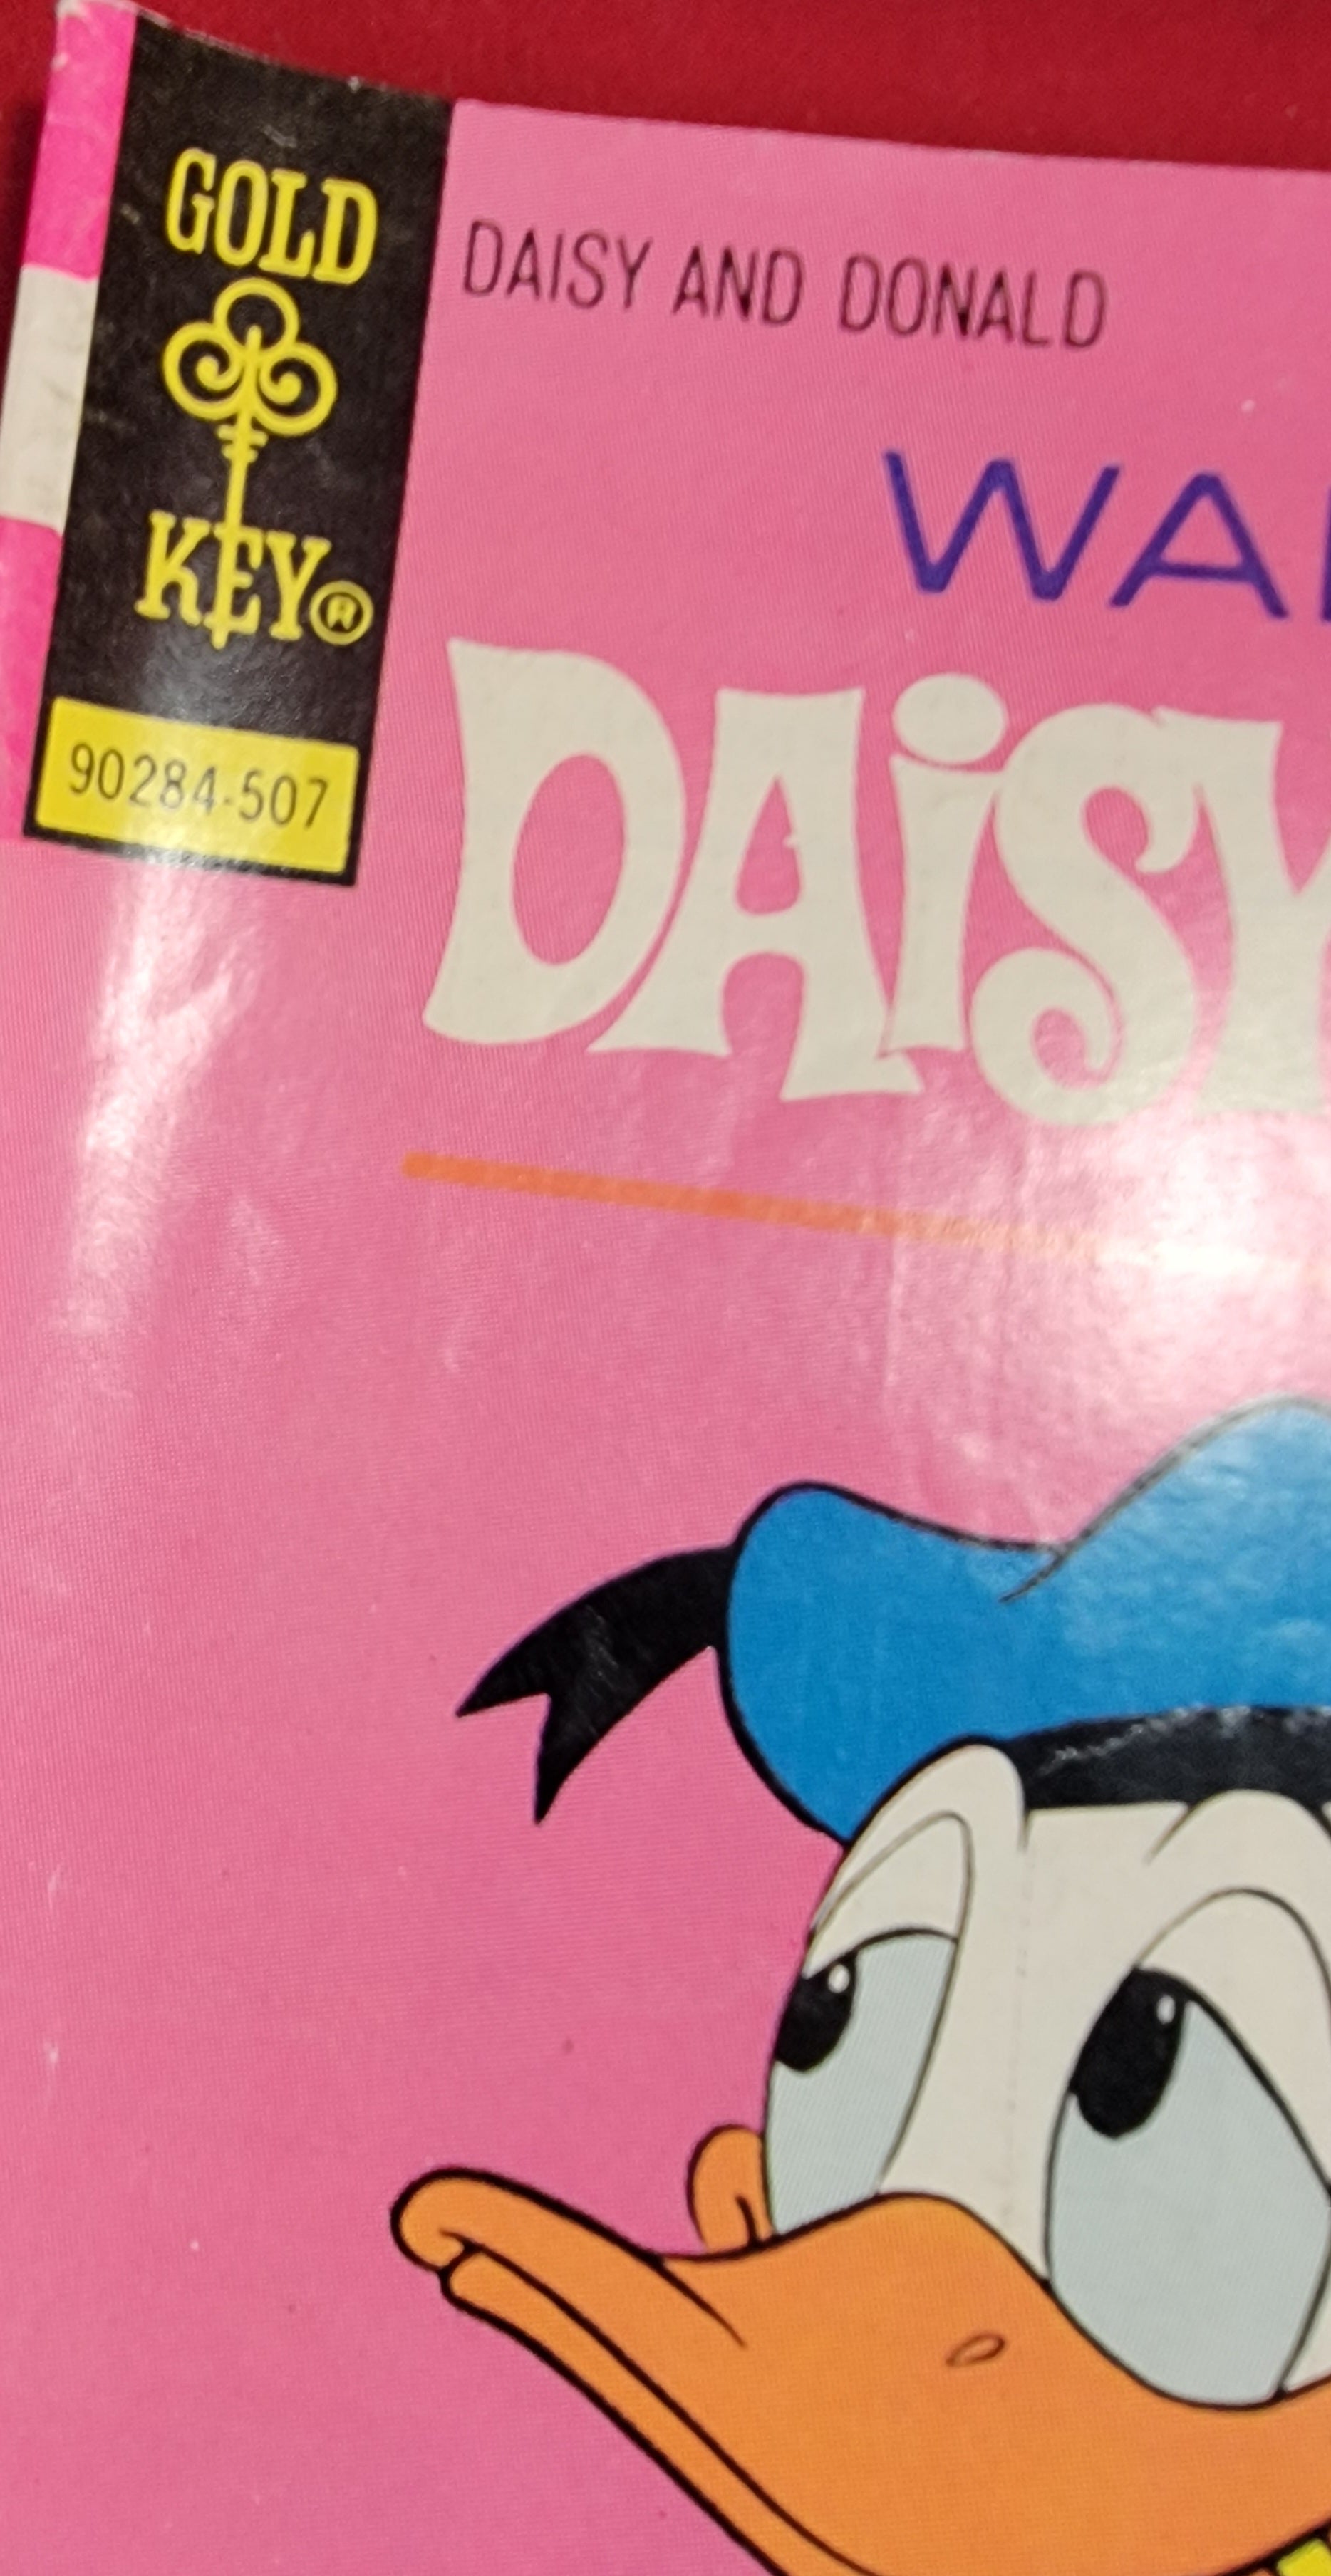 GOLD
KEY®
90284-507
DAISY AND DONALD
WA
DAiSY